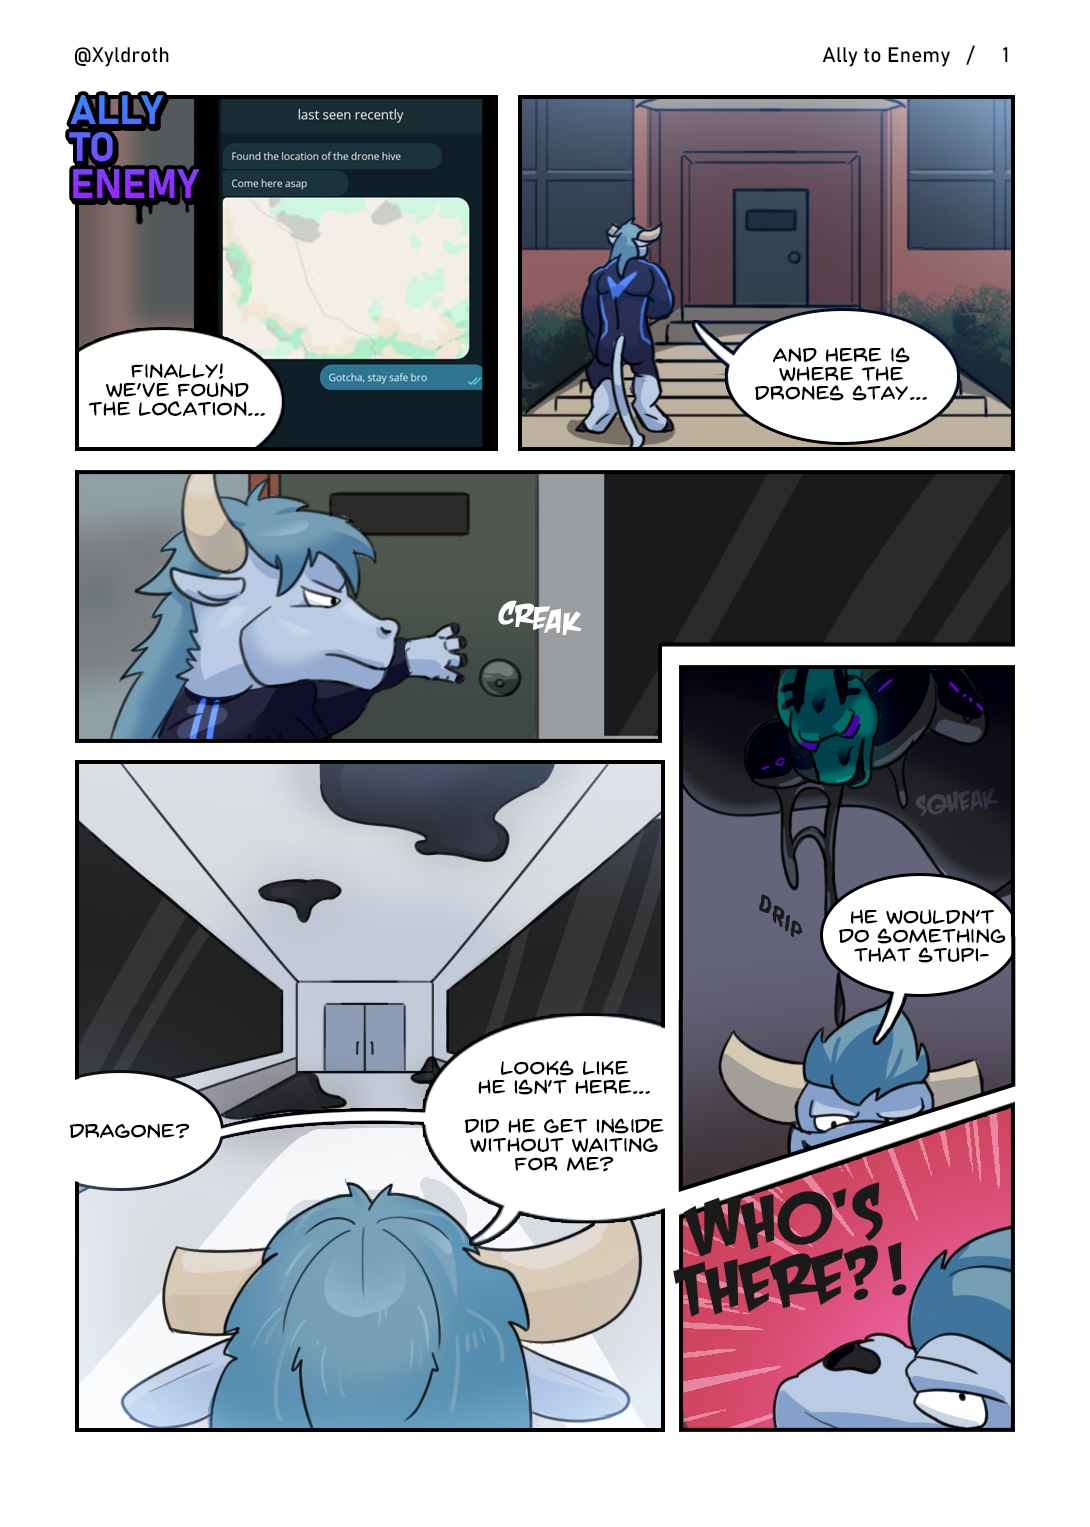 @Xyldroth
Ally to Enemy / 1
ALLY
TO
ENEMY
last seen recently
Found the location of the drone hive
Come here asap
Gotcha, stay safe bro
FINALLY!
WE'VE FOUND
THE LOCATION...
AND HERE IS
WHERE THE
DRONES STAY...
CREAK
DRAGONE?
LOOKS LIKE
HE ISN'T HERE...
DID HE GET INSIDE
WITHOUT WAITING
FOR ME?
SQUEAK
DRIP
HE WOULDN'T
DO SOMETHING
THAT STUPI-
WHO'S
THERE?!